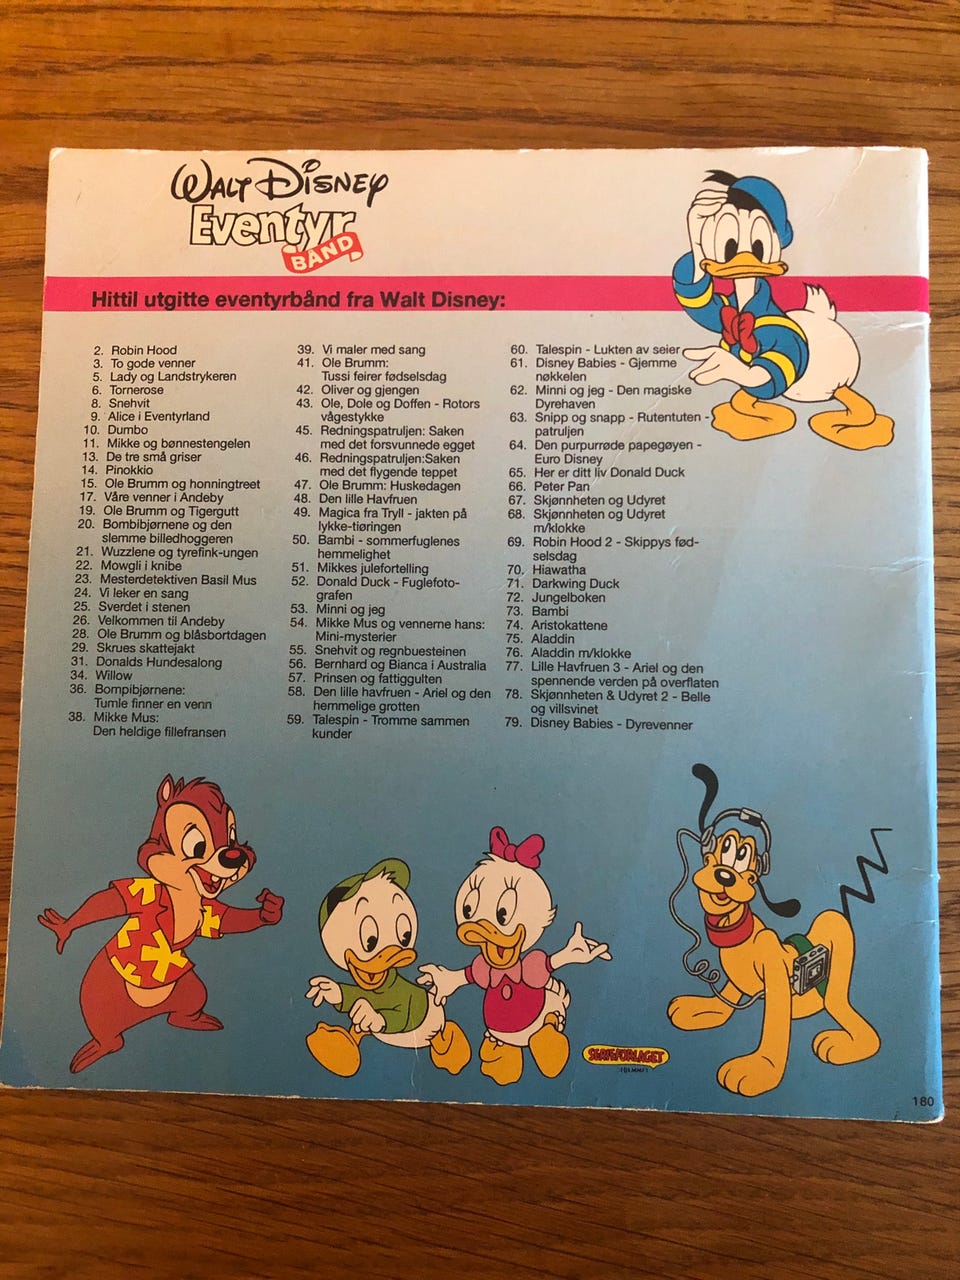 WALT DISNEY
Eventyr
BÅND
Hittil utgitte eventyrbånd fra Walt Disney:
2. Robin Hood
3. To gode venner
5. Lady og Landstrykeren
6. Tornerose
8. Snehvit
9. Alice i Eventyrland
10. Dumbo
11. Mikke og bønnestengelen
13. De tre små griser
14. Pinokkio
15. Ole Brumm og honningtreet
17. Våre venner i Andeby
19. Ole Brumm og Tigergutt
20. Bombibjørnene og den
slemme billedhoggeren
21. Wuzzlene og tyrefink-ungen
22. Mowgli i knibe
23. Mesterdetektiven Basil Mus
24. Vi leker en sang
25. Sverdet i stenen
26. Velkommen til Andeby
28. Ole Brumm og blåsbortdagen
29. Skrues skattejakt
31. Donalds Hundesalong
34. Willow
36. Bompibjørnene:
Tumle finner en venn
38. Mikke Mus:
Den heldige fillefransen
39. Vi maler med sang
41. Ole Brumm:
Tussi feirer fødselsdag
42. Oliver og gjengen
43. Ole, Dole og Doffen - Rotors
vågestykke
45. Redningspatruljen: Saken
med det forsvunnede egget
46. Redningspatruljen:Saken
med det flygende teppet
47. Ole Brumm: Huskedagen
48. Den lille Havfruen
49. Magica fra Tryll - jakten på
lykke-tiøringen
50. Bambi - sommerfuglenes
hemmelighet
51. Mikkes julefortelling
52. Donald Duck - Fuglefoto-
grafen
53. Minni og jeg
54. Mikke Mus og vennerne hans:
Mini-mysterier
55. Snehvit og regnbuesteinen
56. Bernhard og Bianca i Australia
57. Prinsen og fattiggulten
58. Den lille havfruen - Ariel og den
hemmelige grotten
59. Talespin - Tromme sammen
kunder
60. Talespin - Lukten av seier
61. Disney Babies - Gjemme
nøkkelen
62. Minni og jeg - Den magiske
Dyrehaven
63. Snipp og snapp - Rutentuten -
patruljen
64. Den purpurrøde papegøyen -
Euro Disney
65. Her er ditt liv Donald Duck
66. Peter Pan
67. Skjønnheten og Udyret
68. Skjønnheten og Udyret
m/klokke
69. Robin Hood 2 - Skippys fød-
selsdag
70. Hiawatha
71. Darkwing Duck
72. Jungelboken
73. Bambi
74. Aristokattene
75. Aladdin
76. Aladdin m/klokke
77. Lille Havfruen 3 - Ariel og den
spennende verden på overflaten
78. Skjønnheten & Udyret 2 - Belle
og villsvinet
79. Disney Babies - Dyrevenner
SERIEFORLAGET
HJEMMET
180